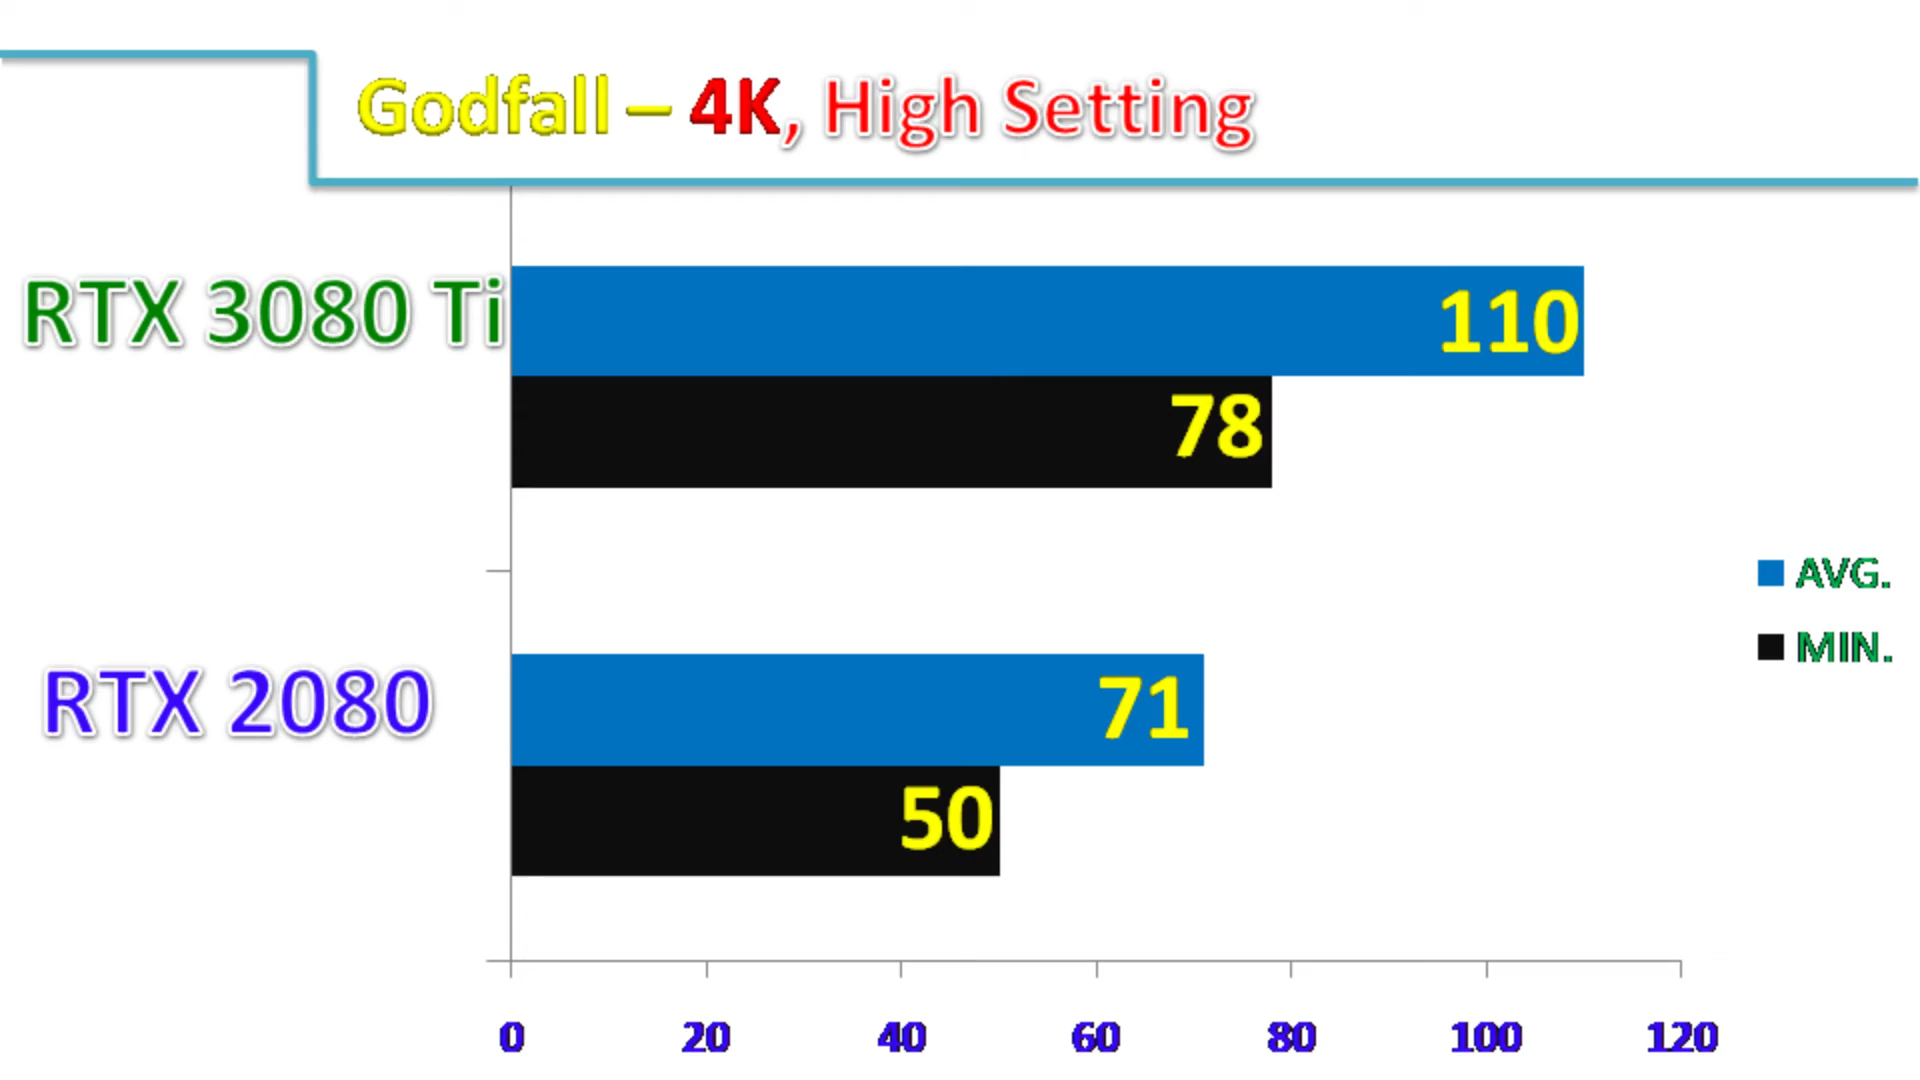 Godfall – 4K, High Setting
RTX 3080 Ti
110
78
AVG.
MIN.
RTX 2080
71
50
0 20 40 60 80 100 120